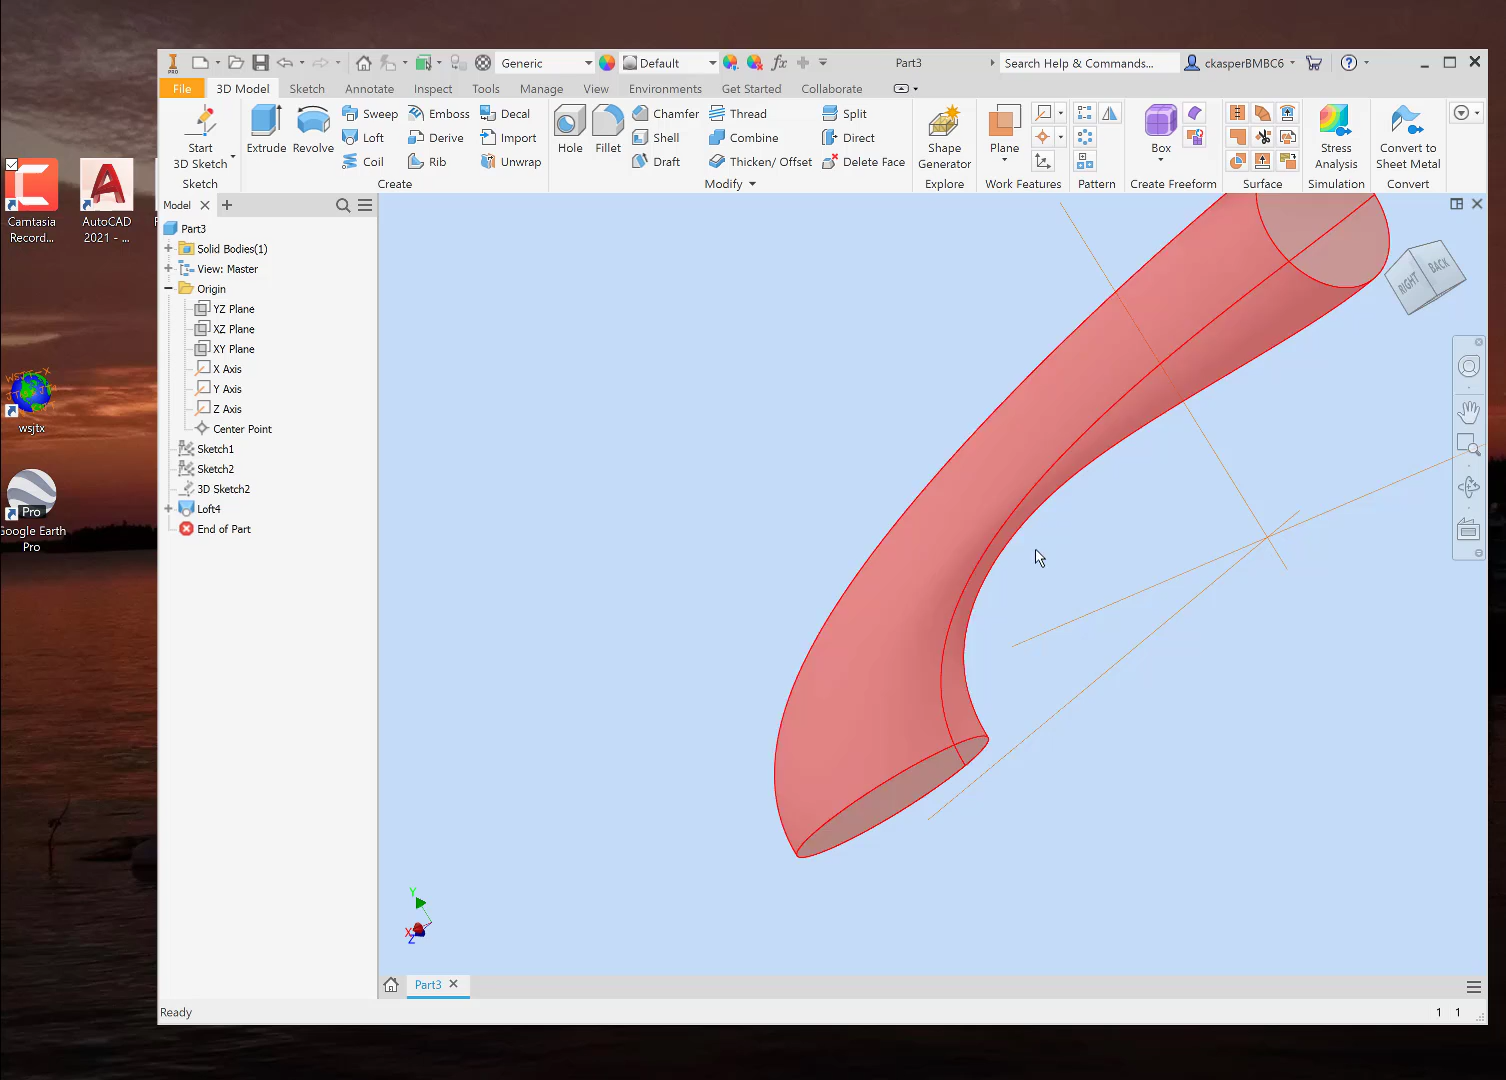 PRO
Generic
Default
fx
Part3
Search Help & Commands...
ckasperBMBC6
File
3D Model
Sketch
Annotate
Inspect
Tools
Manage
View
Environments
Get Started
Collaborate
Start
3D Sketch
Sketch
Extrude
Revolve
Sweep
Loft
Coil
Emboss
Derive
Rib
Decal
Import
Unwrap
Create
Hole
Fillet
Chamfer
Shell
Draft
Thread
Combine
Thicken/ Offset
Split
Direct
Delete Face
Modify
Shape
Generator
Explore
Plane
Work Features
Pattern
Box
Create Freeform
Surface
Stress
Analysis
Simulation
Convert to
Sheet Metal
Convert
Model
Part3
Solid Bodies(1)
View: Master
Origin
YZ Plane
XZ Plane
XY Plane
X Axis
Y Axis
Z Axis
Center Point
Sketch1
Sketch2
3D Sketch2
Loft4
End of Part
RIGHT
BACK
Y
X
Z
Part3
Ready
1 1
Camtasia
Record...
AutoCAD
2021 - ...
WSJT-X
wsjtx
Pro
Google Earth
Pro